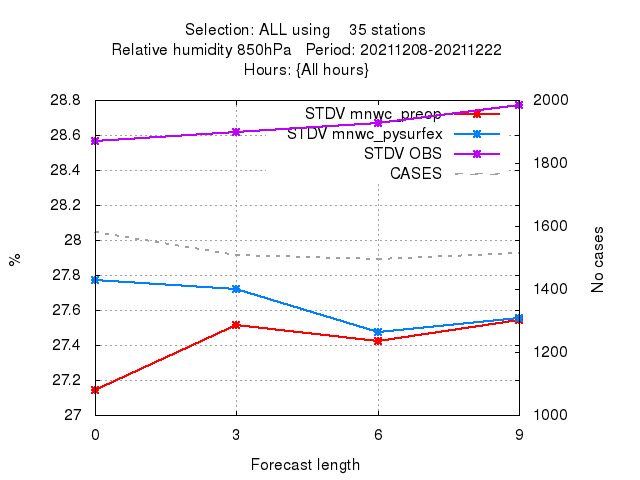 Selection: ALL using 35 stations
Relative humidity 850hPa Period: 20211208-20211222
Hours: {All hours}
28.8
28.6
28.4
28.2
28
27.8
27.6
27.4
27.2
27
2000
1800
1600
1400
1200
1000
STDV mnwc_preop
STDV mnwc_pysurfex
STDV OBS
CASES
%
No cases
0 3 6 9
Forecast length